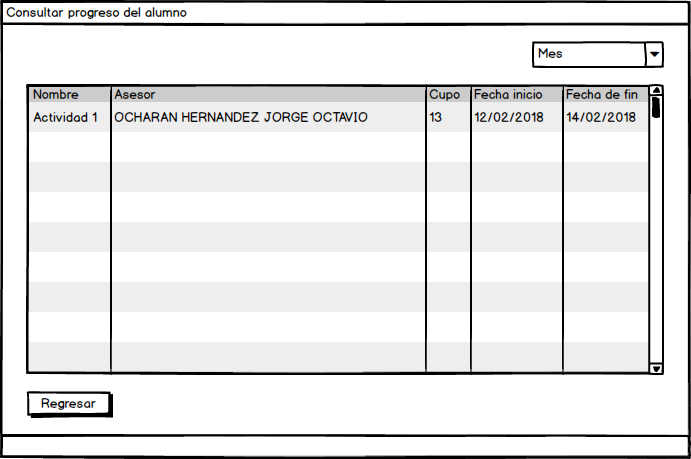 Consultar progreso del alumno
Mes
Nombre Asesor Cupo Fecha inicio Fecha de fin
Actividad 1 OCHARAN HERNANDEZ JORGE OCTAVIO 13 12/02/2018 14/02/2018
Regresar